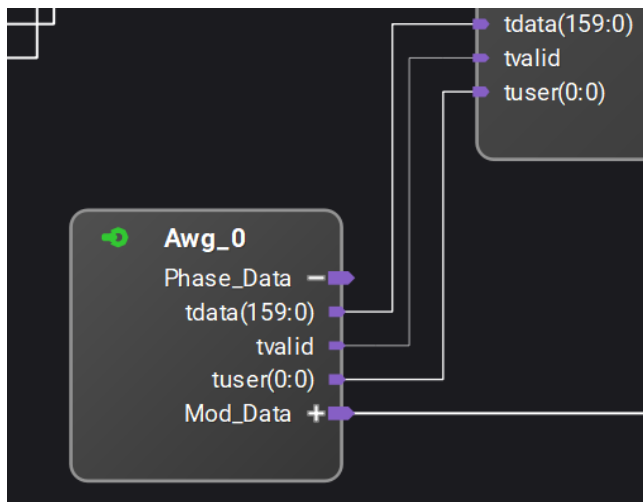 tdata(159:0)
tvalid
tuser(0:0)
Awg_0
Phase_Data
tdata(159:0)
tvalid
tuser(0:0)
Mod_Data